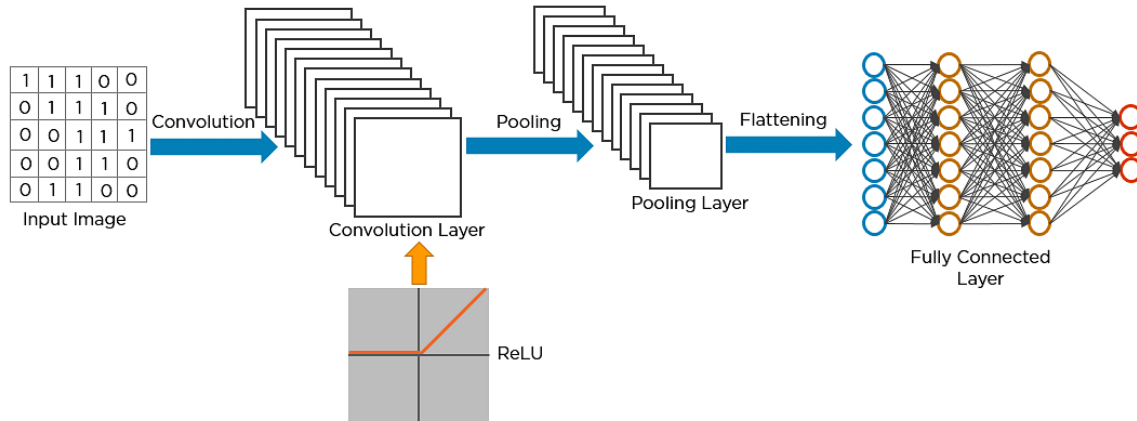 1 1 1 0 0
0 1 1 1 0
0 0 1 1 1
0 0 1 1 0
0 1 1 0 0
Input Image
Convolution
Convolution Layer
ReLU
Pooling
Pooling Layer
Flattening
Fully Connected
Layer